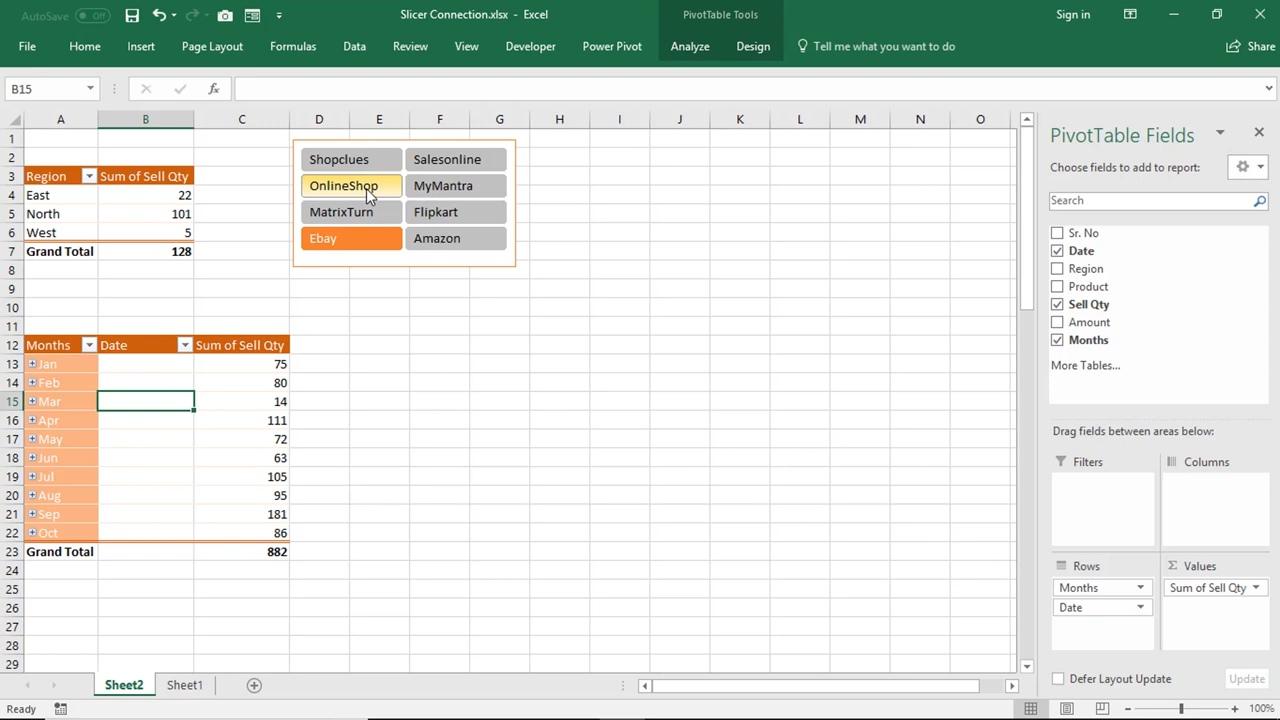 AutoSave Off Slicer Connection.xlsx - Excel PivotTable Tools Sign in
File Home Insert Page Layout Formulas Data Review View Developer Power Pivot Analyze Design Tell me what you want to do Share
B15 fx
A B C D E F G H I J K L M N O
1
2
3 Region Sum of Sell Qty
4 East 22
5 North 101
6 West 5
7 Grand Total 128
8
9
10
11
12 Months Date Sum of Sell Qty
13 Jan 75
14 Feb 80
15 Mar 14
16 Apr 111
17 May 72
18 Jun 63
19 Jul 105
20 Aug 95
21 Sep 181
22 Oct 86
23 Grand Total 882
24
25
26
27
28
29
Shopclues Salesonline
OnlineShop MyMantra
MatrixTurn Flipkart
Ebay Amazon
PivotTable Fields
Choose fields to add to report:
Search
Sr. No
Date
Region
Product
Sell Qty
Amount
Months
More Tables...
Drag fields between areas below:
Filters Columns
Rows Values
Months Sum of Sell Qty
Date
Defer Layout Update Update
Sheet2 Sheet1
Ready 100%